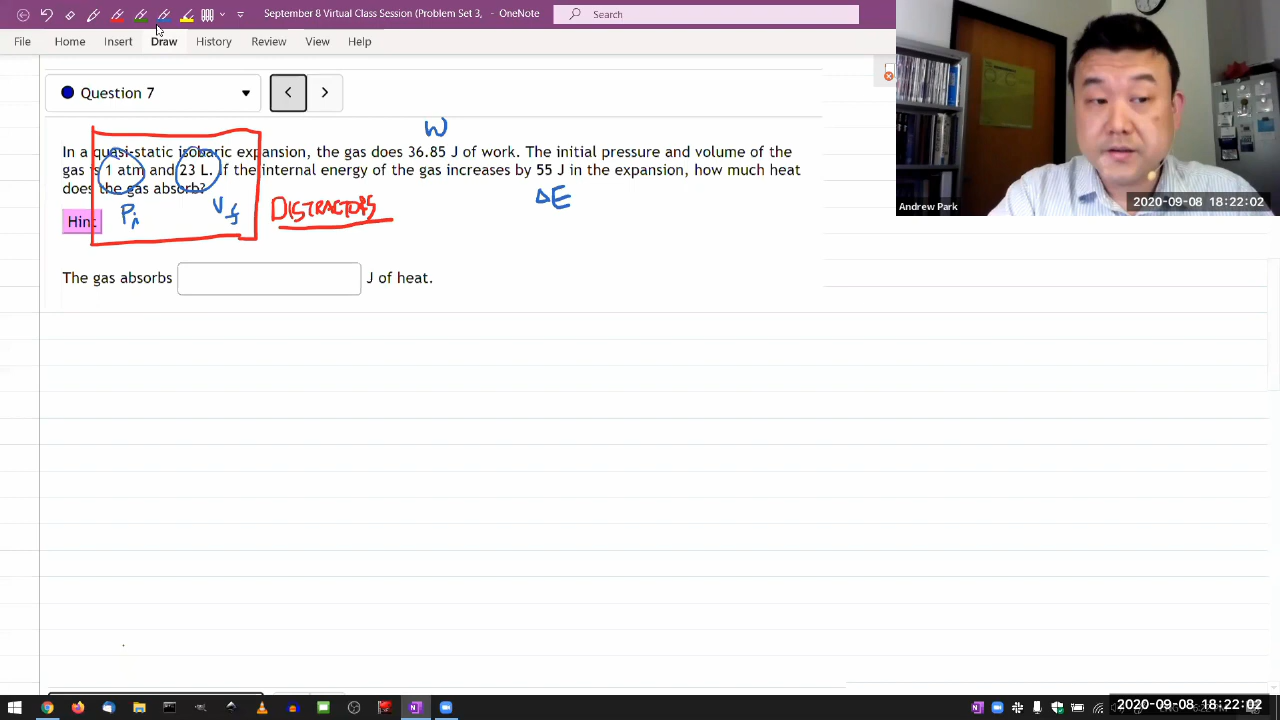 September 8 Virtual Class Session (Problem Set 3, - OneNote
Search
File Home Insert Draw History Review View Help
Question 7
W
In a quasi-static isobaric expansion, the gas does 36.85 J of work. The initial pressure and volume of the
gas is 1 atm and 23 L. If the internal energy of the gas increases by 55 J in the expansion, how much heat
does the gas absorb?
ΔE
Pi
Vf
DISTRACTORS
Hint
The gas absorbs J of heat.
Andrew Park
2020-09-08 18:22:02
2020-09-08 18:22:02